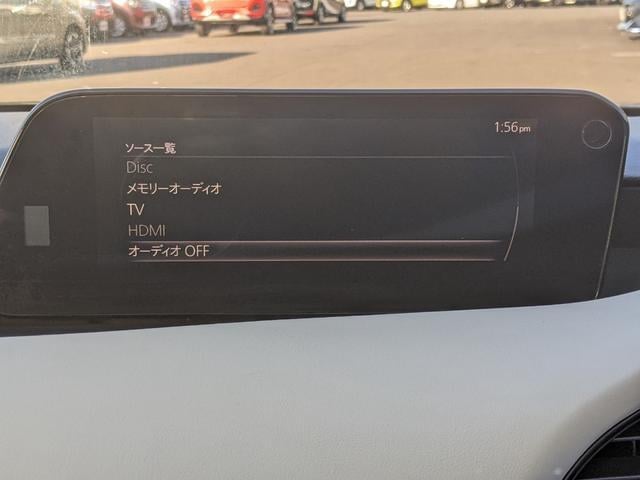 1:56pm
ソース一覧
Disc
メモリーオーディオ
TV
HDMI
オーディオ OFF